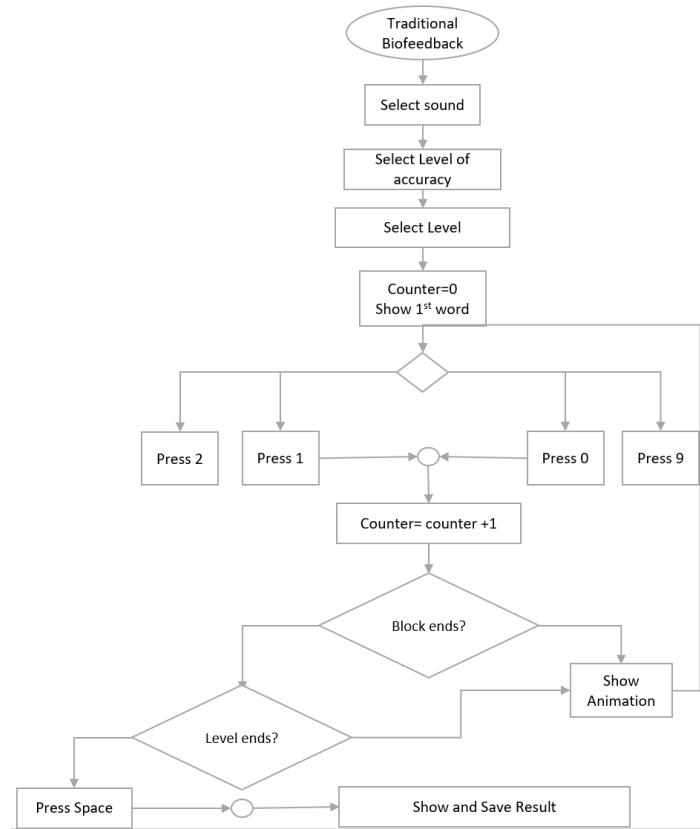 Traditional
Biofeedback
Select sound
Select Level of
accuracy
Select Level
Counter=0
Show 1st word
Press 2
Press 1
Press 0
Press 9
Counter= counter +1
Block ends?
Show
Animation
Level ends?
Press Space
Show and Save Result